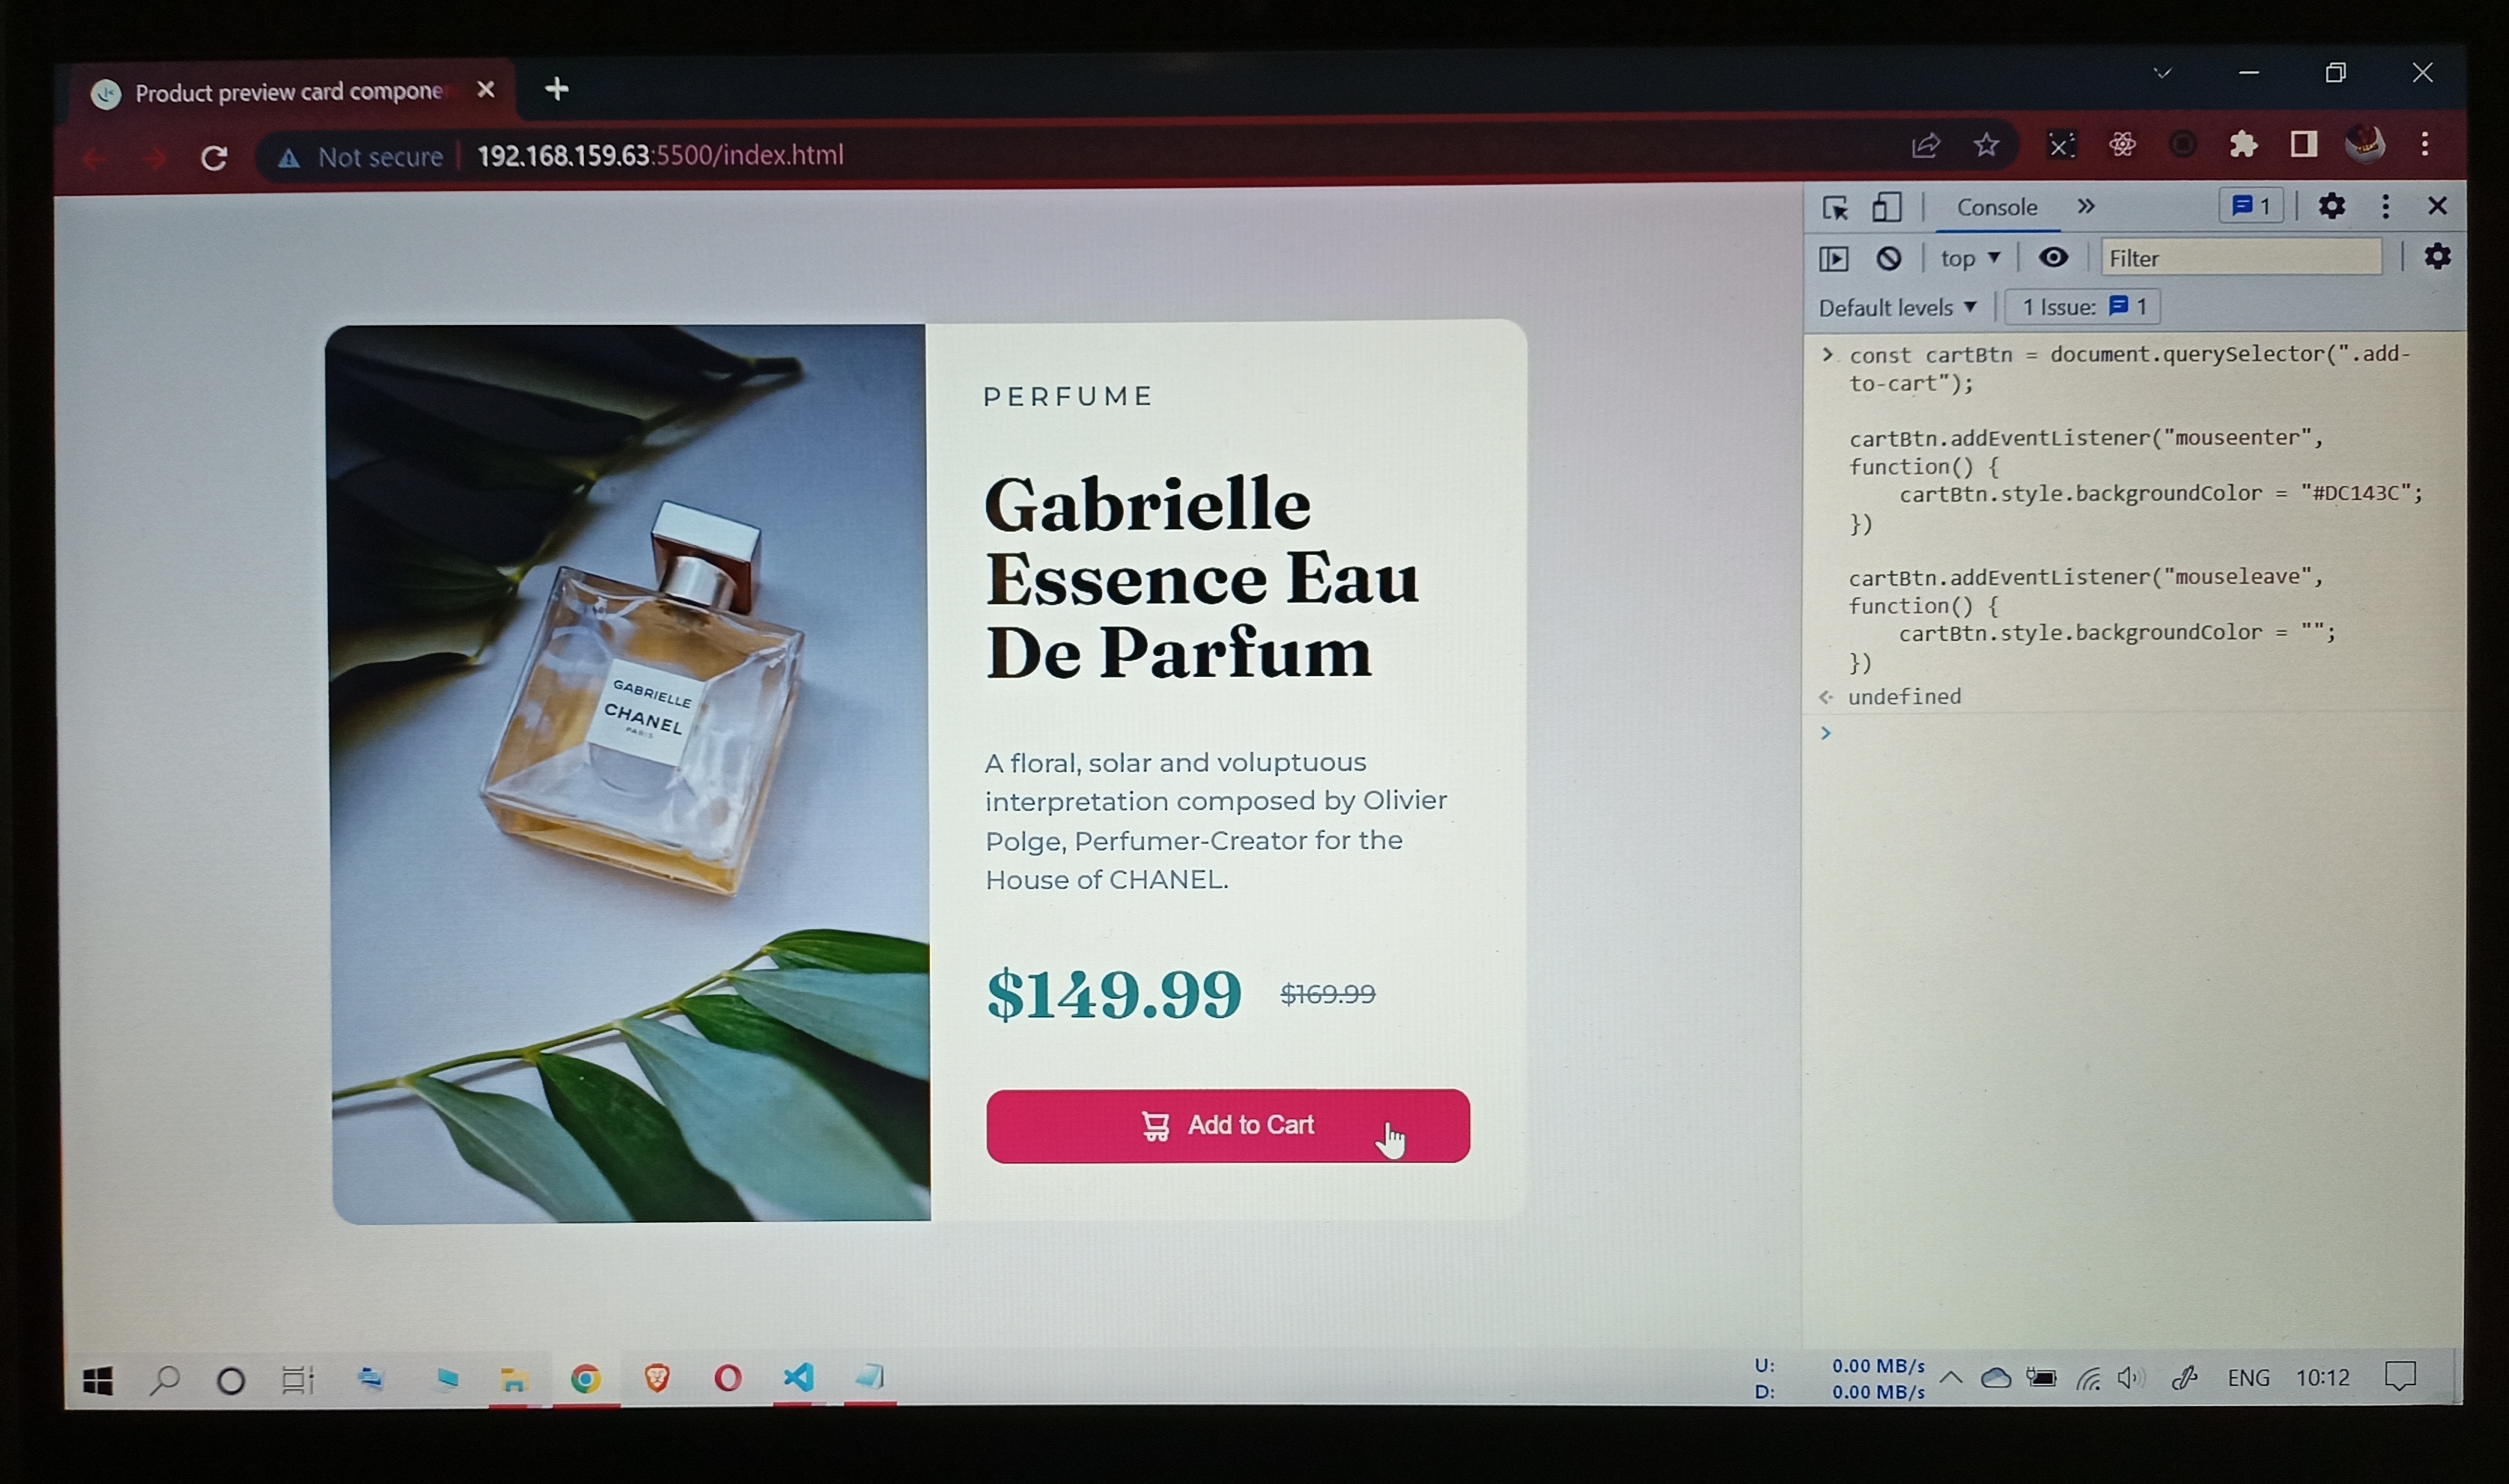 Product preview card compone
Not secure
192.168.159.63:5500/index.html
Console
1
top
Filter
Default levels
1 Issue: 1
const cartBtn = document.querySelector(".add-
to-cart");
cartBtn.addEventListener("mouseenter",
function() {
cartBtn.style.backgroundColor = "#DC143C";
})
cartBtn.addEventListener("mouseleave",
function() {
cartBtn.style.backgroundColor = "";
})
undefined
PERFUME
Gabrielle
Essence Eau
De Parfum
A floral, solar and voluptuous
interpretation composed by Olivier
Polge, Perfumer-Creator for the
House of CHANEL.
$149.99 $169.99
Add to Cart
GABRIELLE
CHANEL
PARIS
U: 0.00 MB/s
D: 0.00 MB/s
ENG 10:12